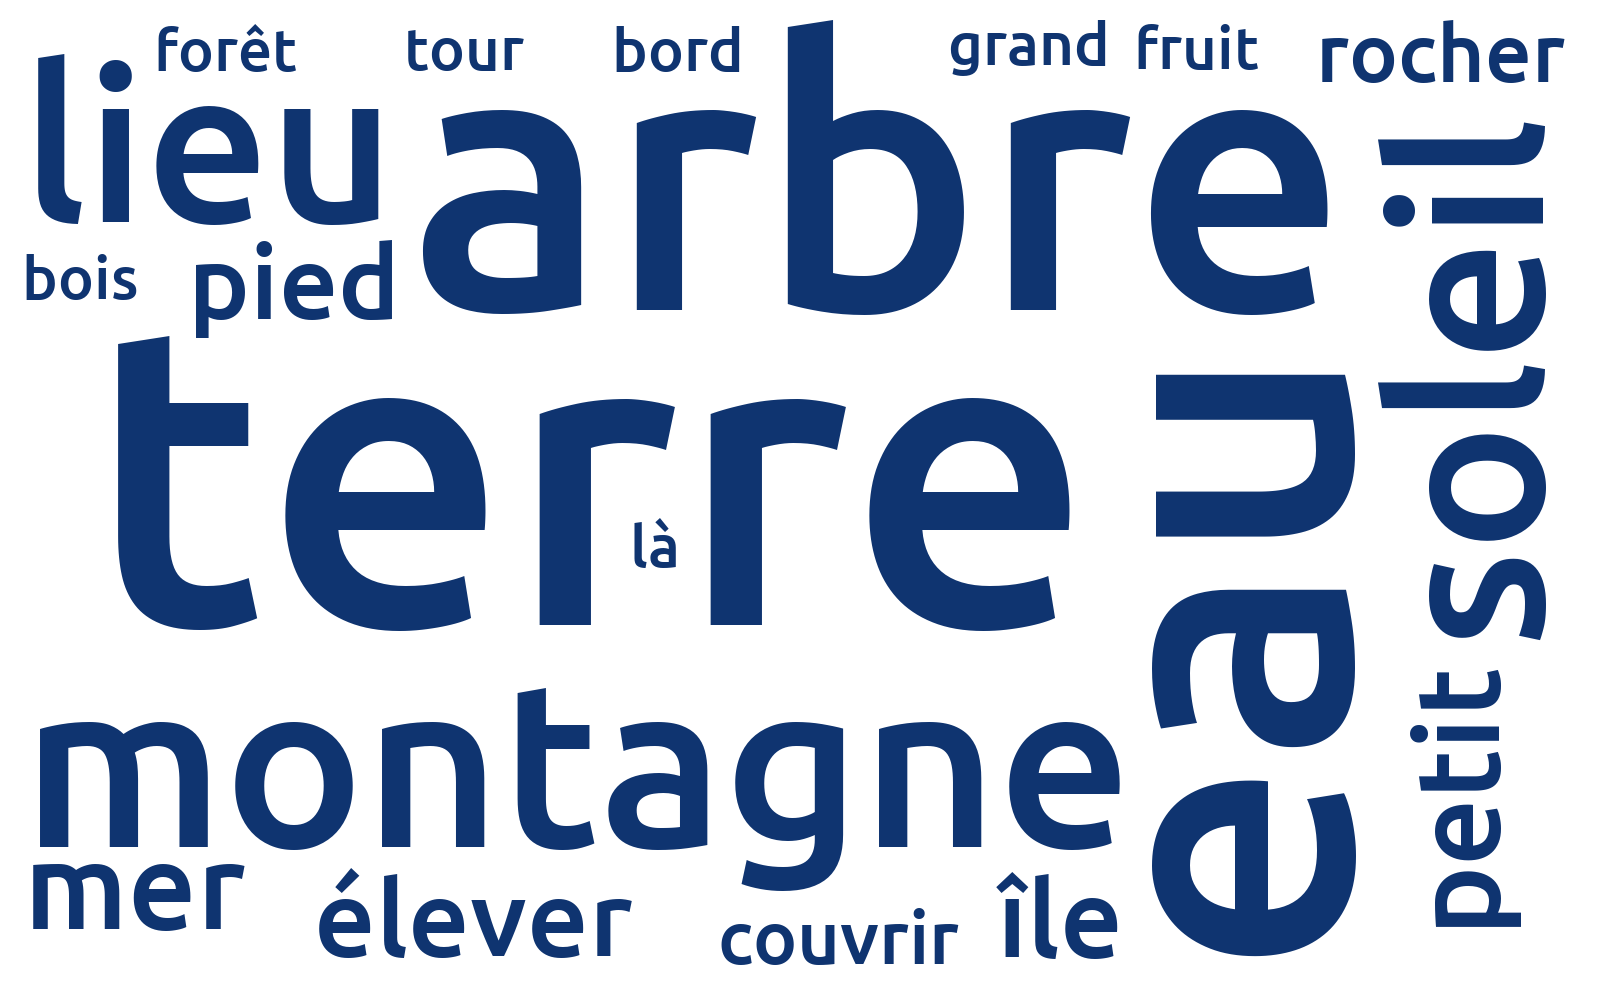 forêt
tour
bord
grand
fruit
rocher
lieu
arbre
soleil
bois
pied
terre
là
eau
petit
montagne
mer
élever
couvrir
île